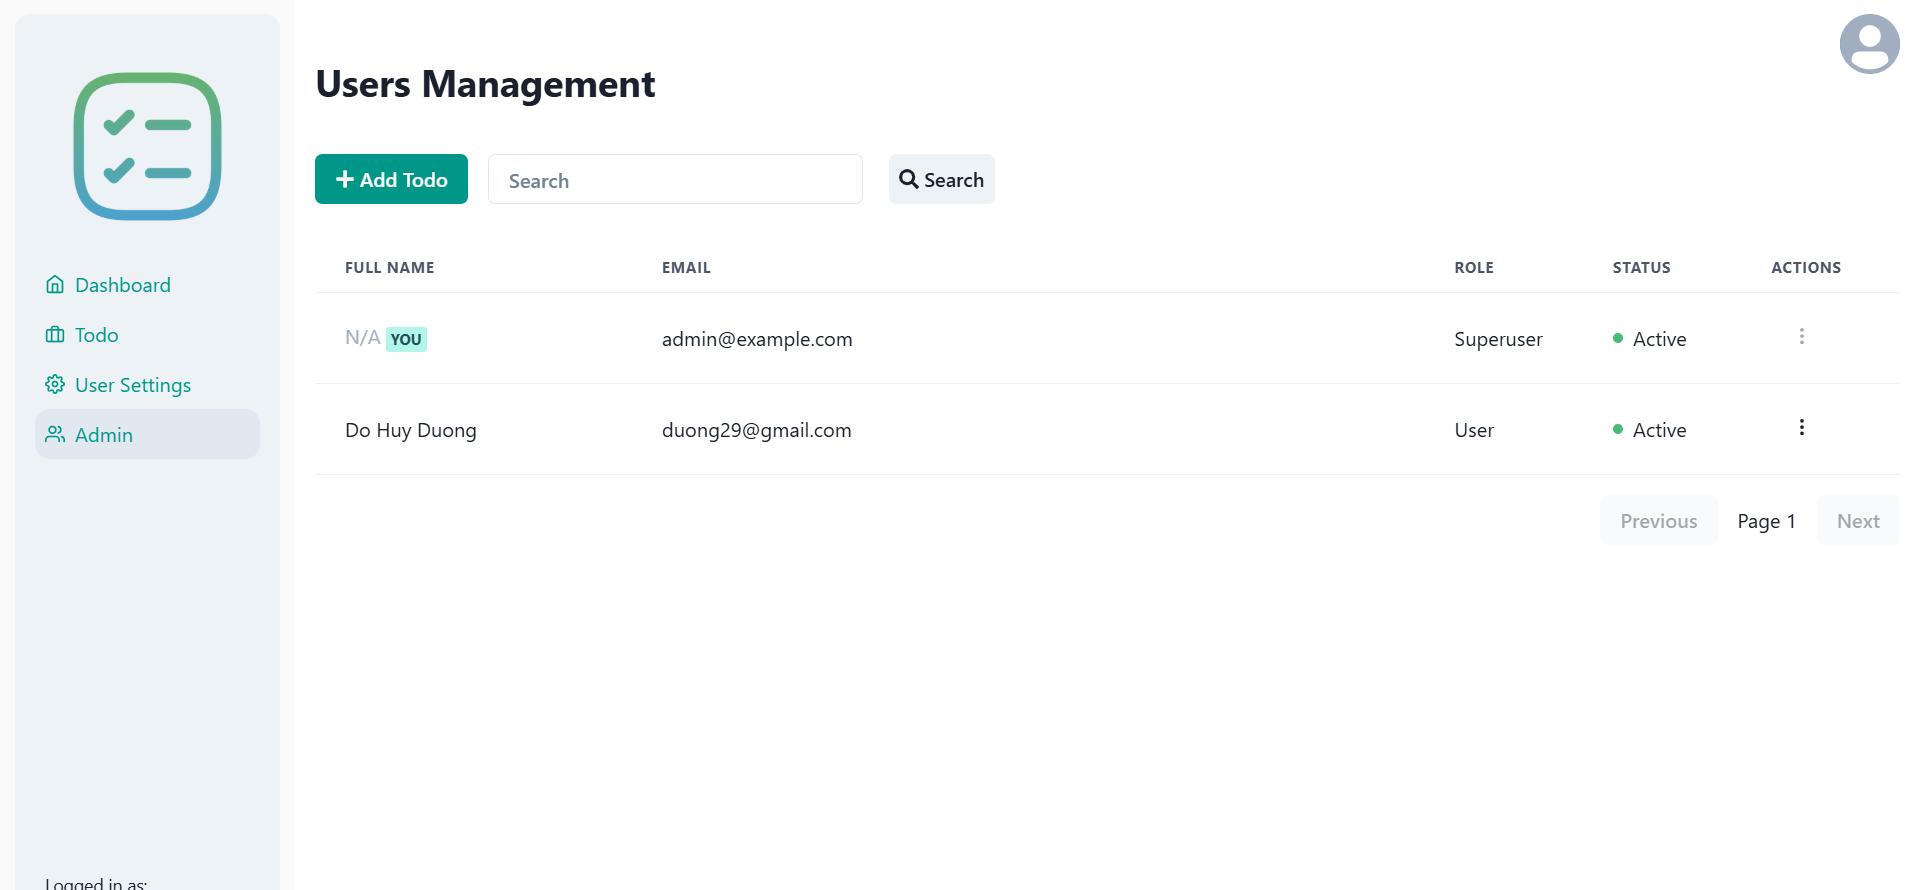 Users Management
Add Todo
Search
Search
Dashboard
Todo
User Settings
Admin
FULL NAME EMAIL ROLE STATUS ACTIONS
N/A YOU admin@example.com Superuser Active
Do Huy Duong duong29@gmail.com User Active
Previous Page 1 Next
Logged in as: